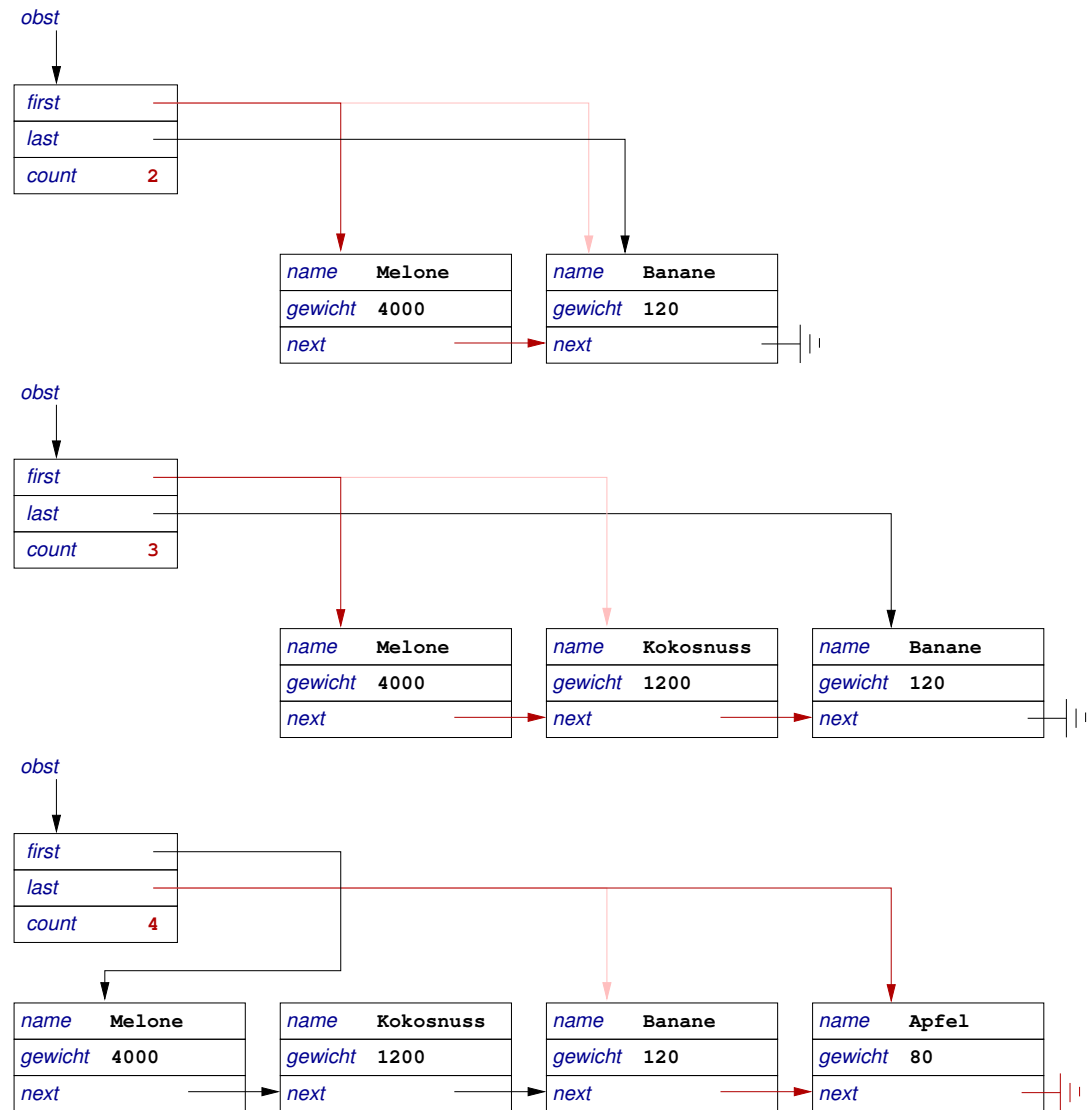 obst
first
last
count 2
name Melone name Banane
gewicht 4000 gewicht 120
next next
obst
first
last
count 3
name Melone name Kokosnuss name Banane
gewicht 4000 gewicht 1200 gewicht 120
next next next
obst
first
last
count 4
name Melone name Kokosnuss name Banane name Apfel
gewicht 4000 gewicht 1200 gewicht 120 gewicht 80
next next next next